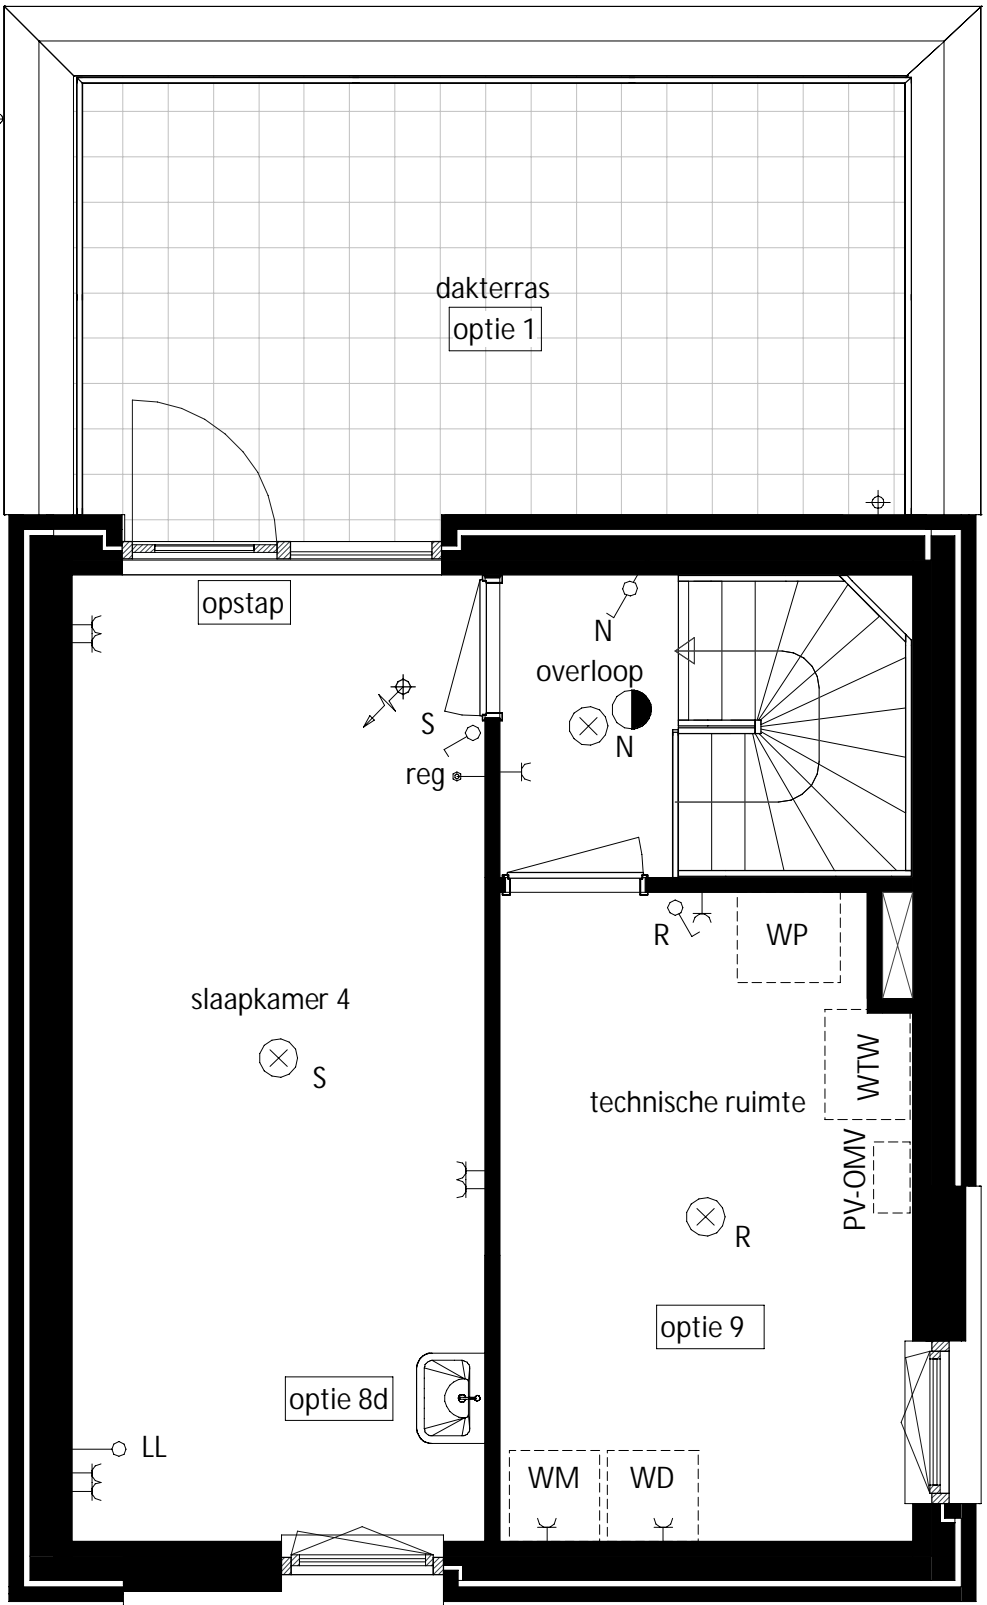 dakterras
optie 1
opstap
N
overloop
S
N
reg
R
WP
slaapkamer 4
WTW
S
technische ruimte
PV-OMV
R
optie 9
optie 8d
LL
WM
WD